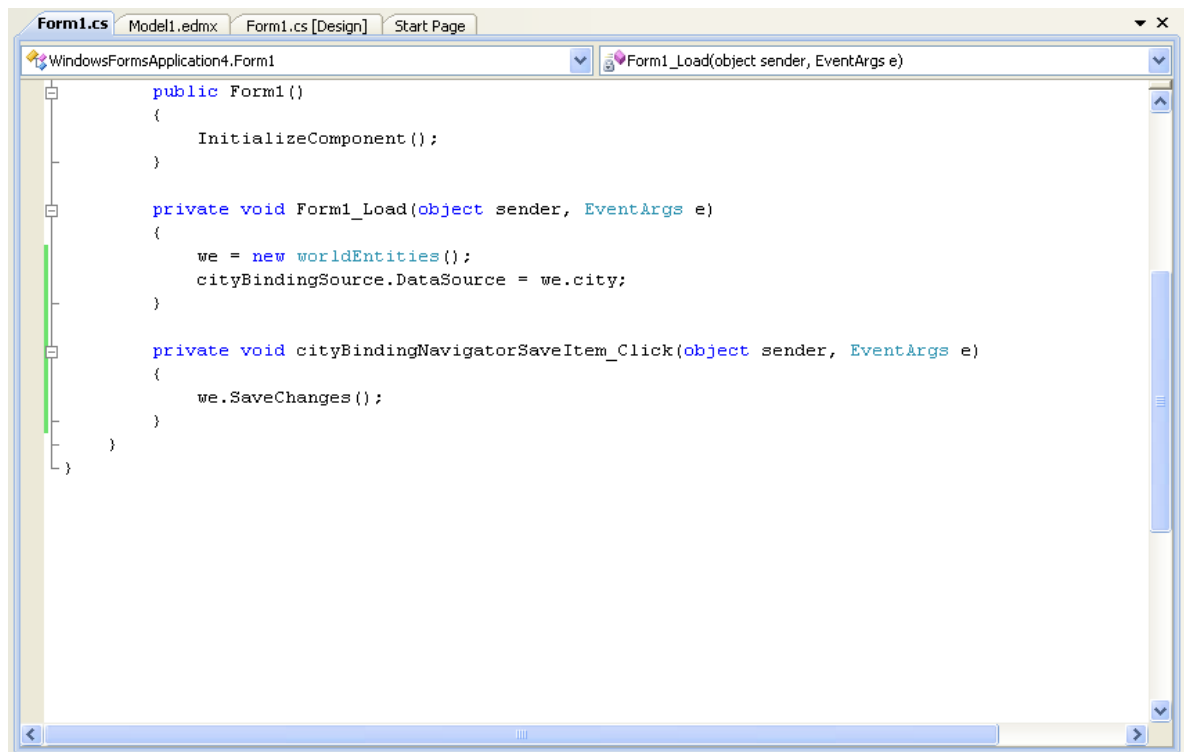 Form1.cs Model1.edmx Form1.cs [Design] Start Page
WindowsFormsApplication4.Form1 Form1_Load(object sender, EventArgs e)
public Form1()
{
InitializeComponent();
}
private void Form1_Load(object sender, EventArgs e)
{
we = new worldEntities();
cityBindingSource.DataSource = we.city;
}
private void cityBindingNavigatorSaveItem_Click(object sender, EventArgs e)
{
we.SaveChanges();
}
}
}